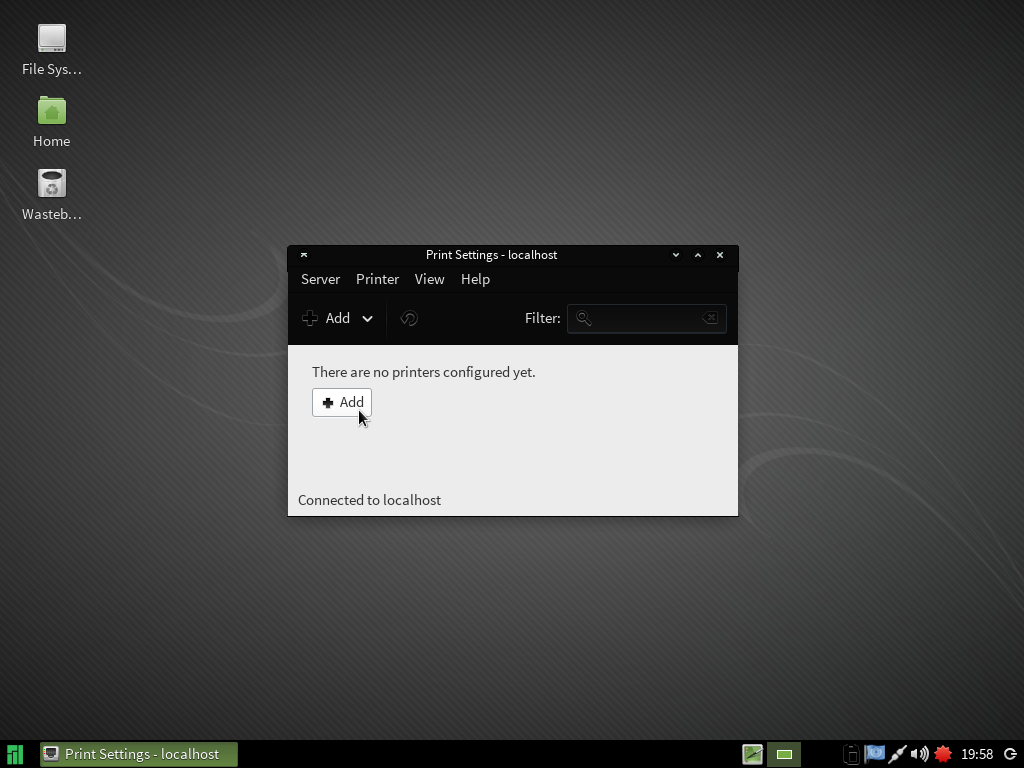 File Sys...
Home
Wasteb...
Print Settings - localhost
Server Printer View Help
Add Filter:
There are no printers configured yet.
Add
Connected to localhost
Print Settings - localhost 19:58